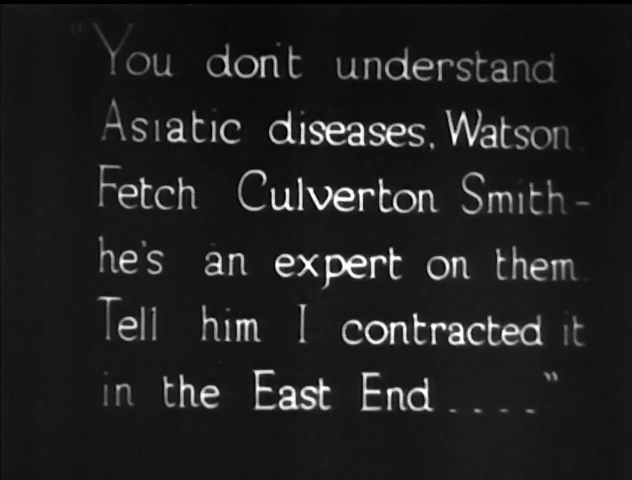 "You don't understand
Asiatic diseases, Watson.
Fetch Culverton Smith-
he's an expert on them.
Tell him I contracted it
in the East End . . . . "